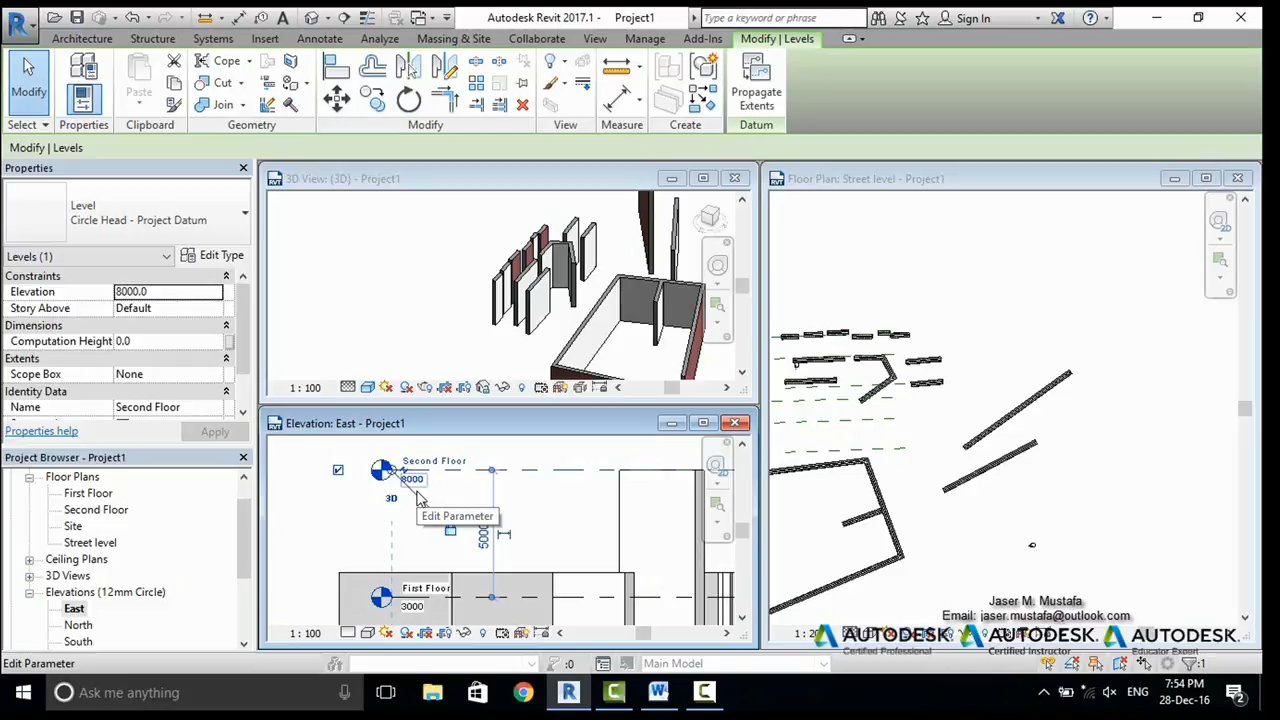 Autodesk Revit 2017.1 - Project1
Type a keyword or phrase
Sign In
Architecture Structure Systems Insert Annotate Analyze Massing & Site Collaborate View Manage Add-Ins Modify | Levels
Modify
Paste
Cope
Cut
Join
Propagate
Extents
Select Properties Clipboard Geometry Modify View Measure Create Datum
Modify | Levels
Properties
Level
Circle Head - Project Datum
Levels (1)
Edit Type
Constraints
Elevation 8000.0
Story Above Default
Dimensions
Computation Height 0.0
Extents
Scope Box None
Identity Data
Name Second Floor
Properties help
Apply
Project Browser - Project1
Floor Plans
First Floor
Second Floor
Site
Street level
Ceiling Plans
3D Views
Elevations (12mm Circle)
East
North
South
3D View: {3D} - Project1
1 : 100
Elevation: East - Project1
Second Floor
8000
3D
Edit Parameter
5000
First Floor
3000
1 : 100
Floor Plan: Street level - Project1
2D
Jaser M. Mustafa
Email: jaser.mustafa@outlook.com
AUTODESK. AUTODESK. AUTODESK.
Certified Professional Certified Instructor Educator Expert
Edit Parameter
:0
Main Model
:1
Ask me anything
ENG
7:54 PM
28-Dec-16
2